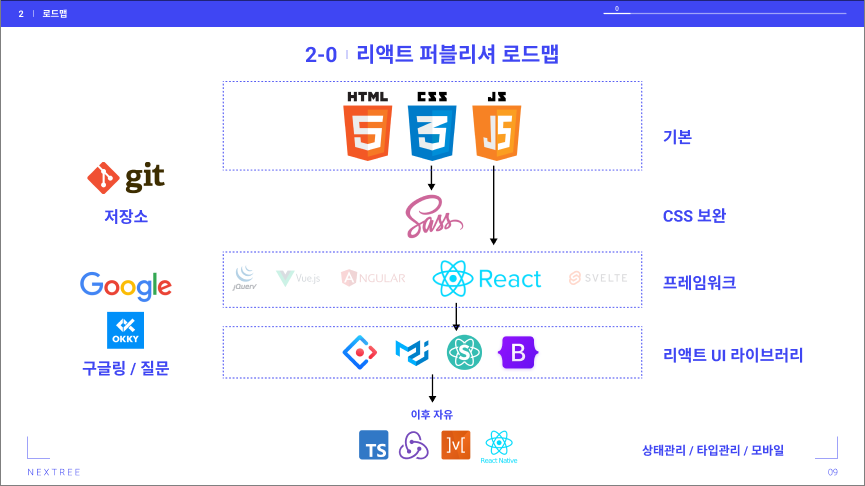 2 | 로드맵
0
2-0 | 리액트 퍼블리셔 로드맵
HTML CSS JS
5 3 JS
기본
git
저장소
Sass
CSS 보완
jQuery Vue.js ANGULAR React SVELTE
프레임워크
Google
OKKY
구글링 / 질문
S B
리액트 UI 라이브러리
이후 자유
TS ]v[ React Native
상태관리 / 타입관리 / 모바일
NEXTREE
09